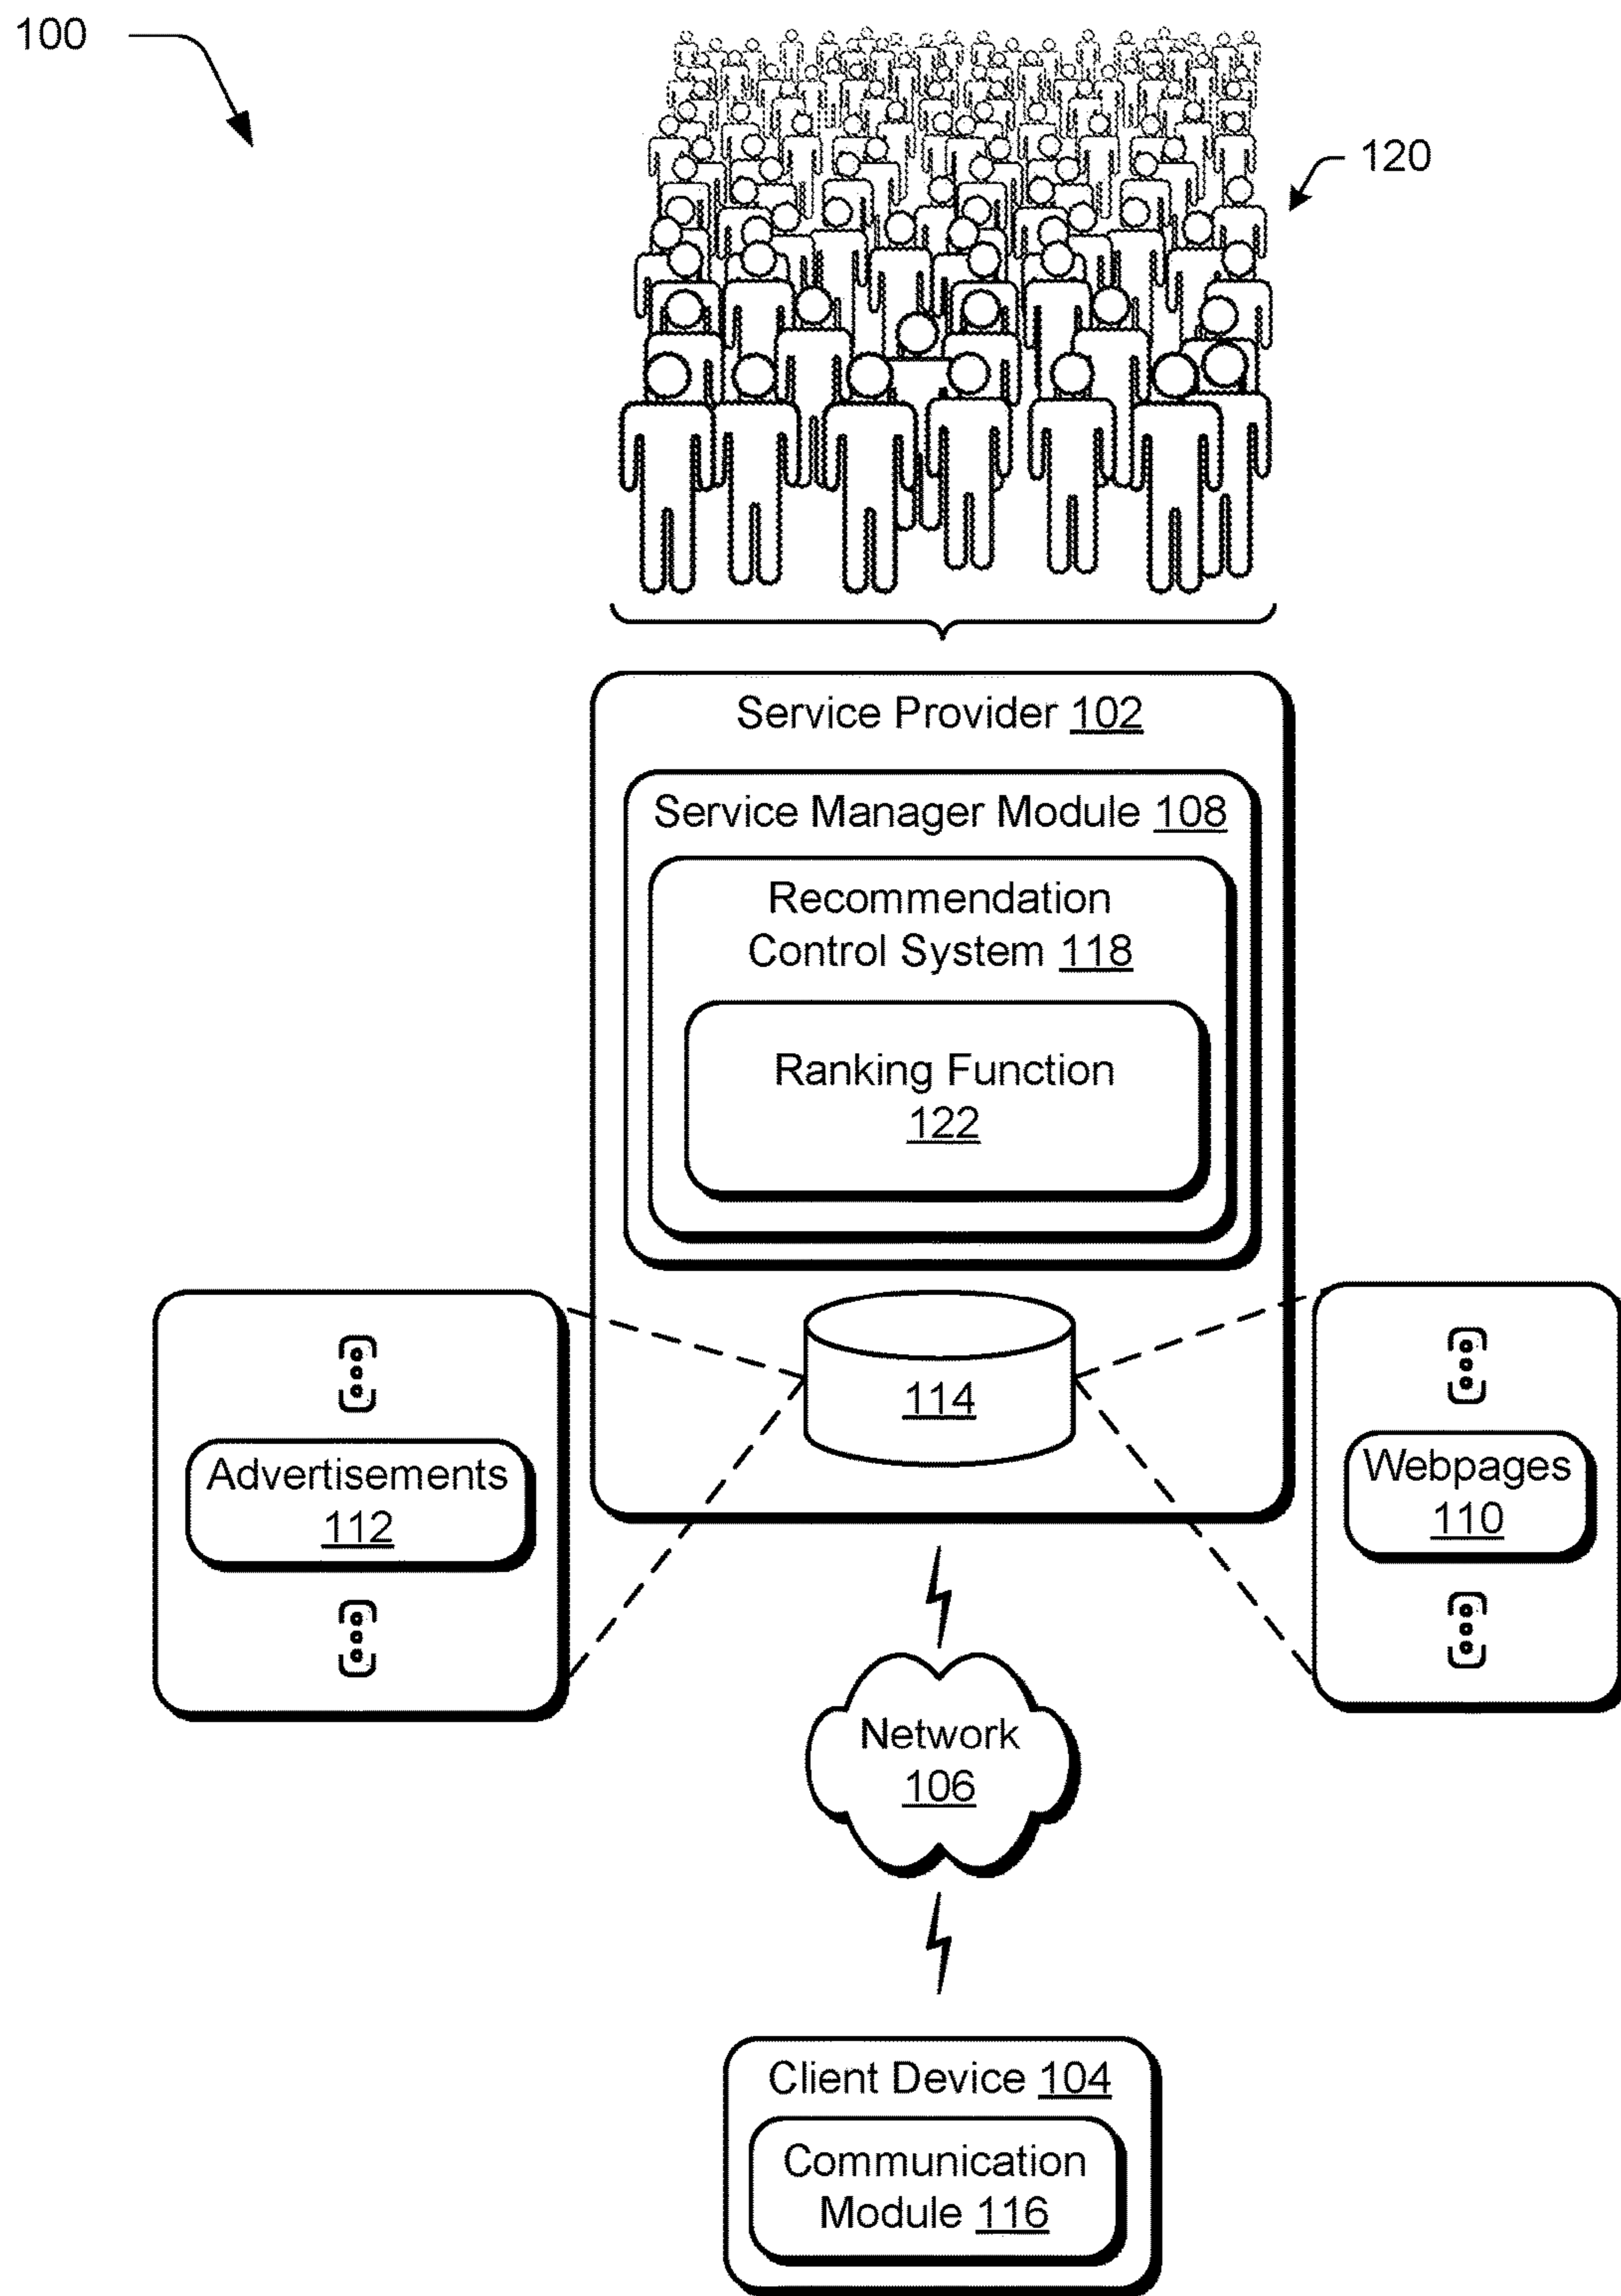 100
120
Service Provider 102
Service Manager Module 108
Recommendation
Control System 118
Ranking Function
122
114
Advertisements
112
Webpages
110
Network
106
Client Device 104
Communication
Module 116